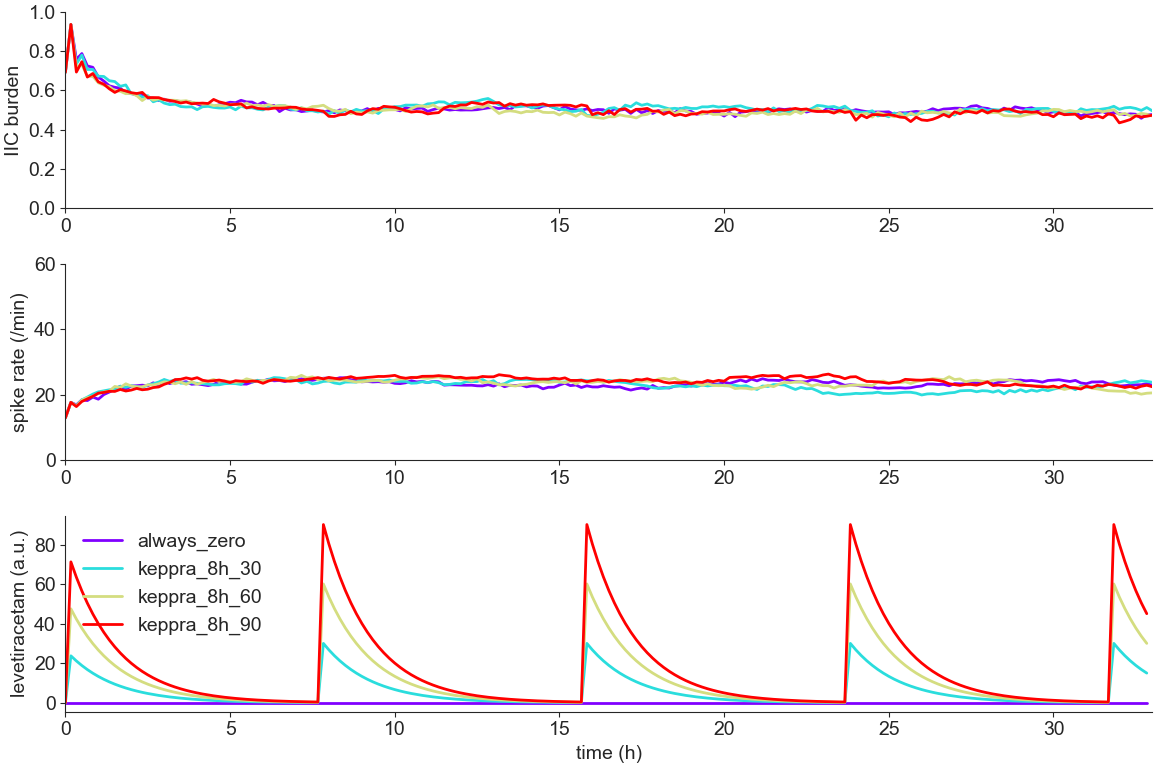 IIC burden
1.0
0.8
0.6
0.4
0.2
0.0
0 5 10 15 20 25 30
spike rate (/min)
60
40
20
0
0 5 10 15 20 25 30
levetiracetam (a.u.)
80
60
40
20
0
always_zero
keppra_8h_30
keppra_8h_60
keppra_8h_90
0 5 10 15 20 25 30
time (h)